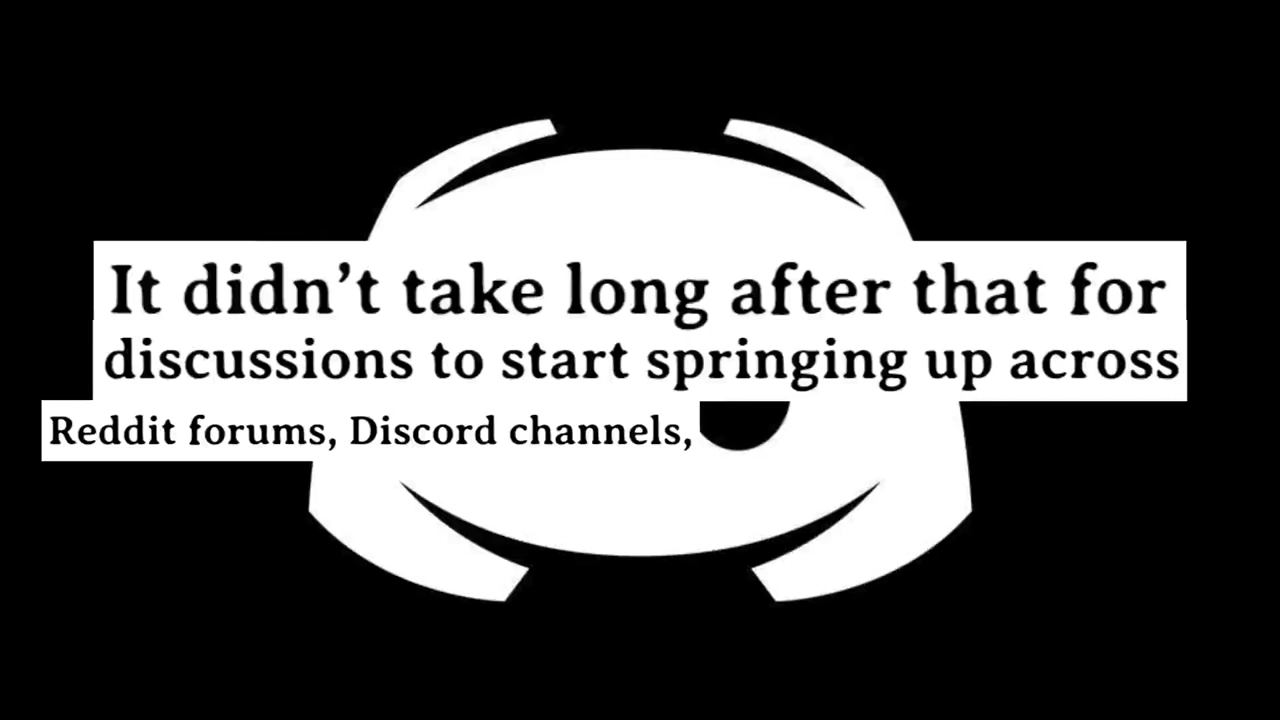 It didn’t take long after that for
discussions to start springing up across
Reddit forums, Discord channels,